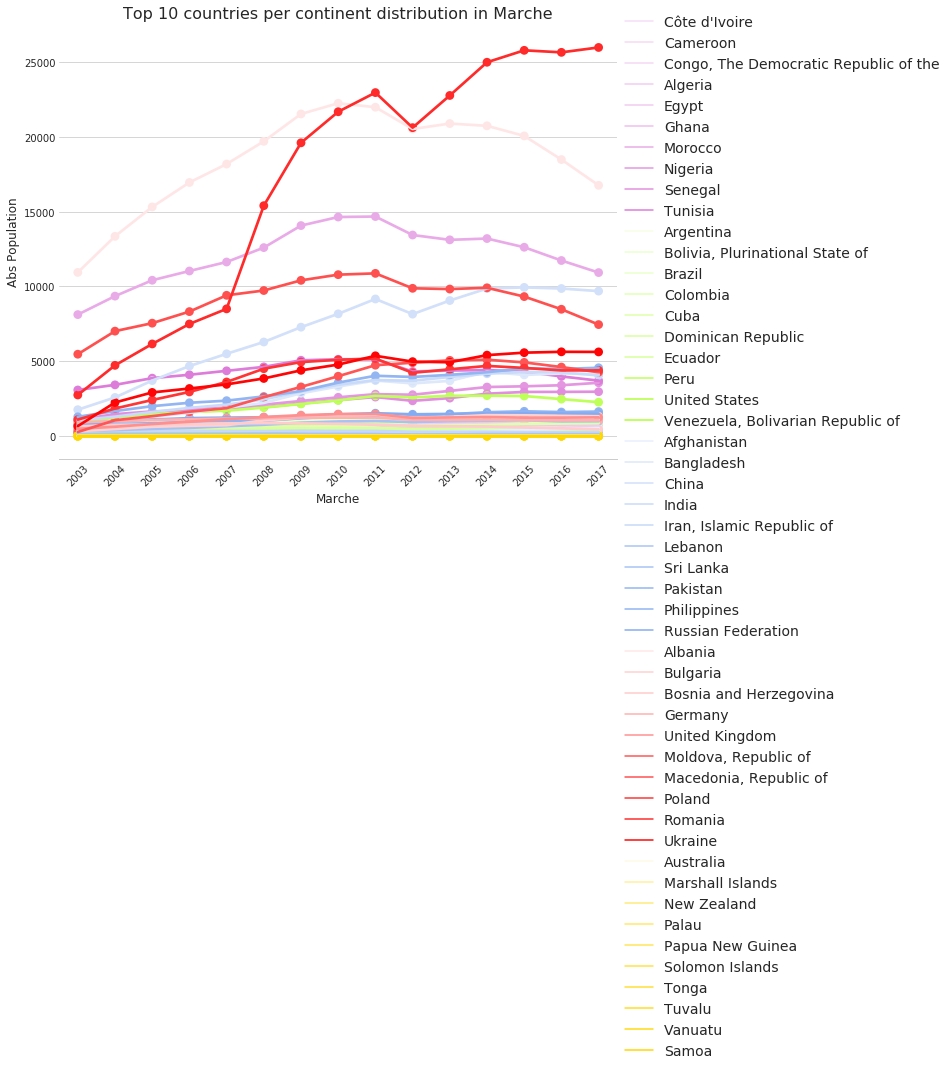 Top 10 countries per continent distribution in Marche
Abs Population
25000
20000
15000
10000
5000
0
2003
2004
2005
2006
2007
2008
2009
2010
2011
2012
2013
2014
2015
2016
2017
Marche
Côte d'Ivoire
Cameroon
Congo, The Democratic Republic of the
Algeria
Egypt
Ghana
Morocco
Nigeria
Senegal
Tunisia
Argentina
Bolivia, Plurinational State of
Brazil
Colombia
Cuba
Dominican Republic
Ecuador
Peru
United States
Venezuela, Bolivarian Republic of
Afghanistan
Bangladesh
China
India
Iran, Islamic Republic of
Lebanon
Sri Lanka
Pakistan
Philippines
Russian Federation
Albania
Bulgaria
Bosnia and Herzegovina
Germany
United Kingdom
Moldova, Republic of
Macedonia, Republic of
Poland
Romania
Ukraine
Australia
Marshall Islands
New Zealand
Palau
Papua New Guinea
Solomon Islands
Tonga
Tuvalu
Vanuatu
Samoa